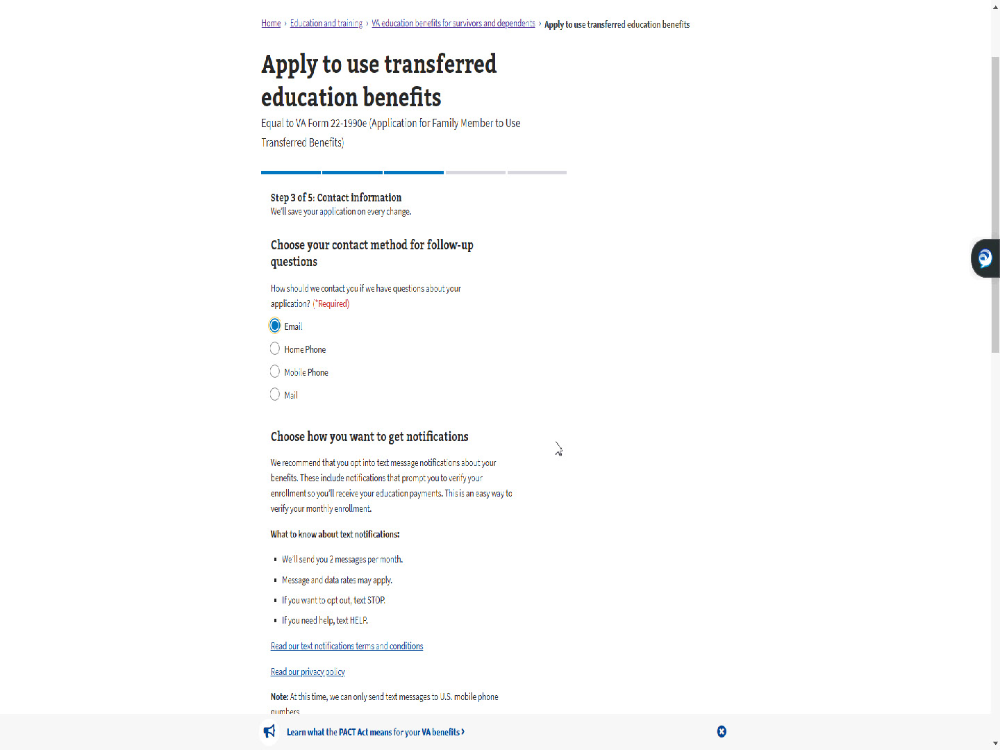 Home › Education and training › VA education benefits for survivors and dependents › Apply to use transferred education benefits
Apply to use transferred
education benefits
Equal to VA Form 22-1990e (Application for Family Member to Use
Transferred Benefits)
Step 3 of 5: Contact information
We'll save your application on every change.
Choose your contact method for follow-up
questions
How should we contact you if we have questions about your
application? (*Required)
Email
Home Phone
Mobile Phone
Mail
Choose how you want to get notifications
We recommend that you opt into text message notifications about your
benefits. These include notifications that prompt you to verify your
enrollment so you'll receive your education payments. This is an easy way to
verify your monthly enrollment.
What to know about text notifications:
▪ We'll send you 2 messages per month.
▪ Message and data rates may apply.
▪ If you want to opt out, text STOP.
▪ If you need help, text HELP.
Read our text notifications terms and conditions
Read our privacy policy
Note: At this time, we can only send text messages to U.S. mobile phone
numbers
Learn what the PACT Act means for your VA benefits ›